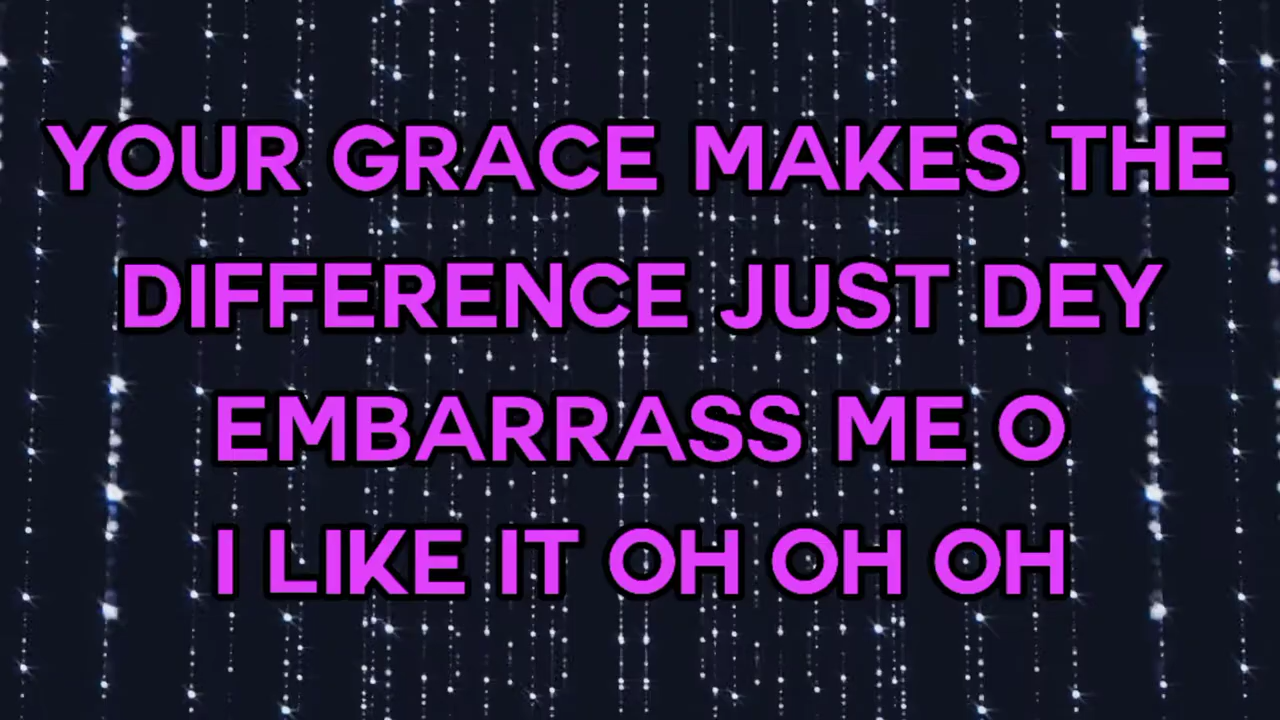 YOUR GRACE MAKES THE
DIFFERENCE JUST DEY
EMBARRASS ME O
I LIKE IT OH OH OH